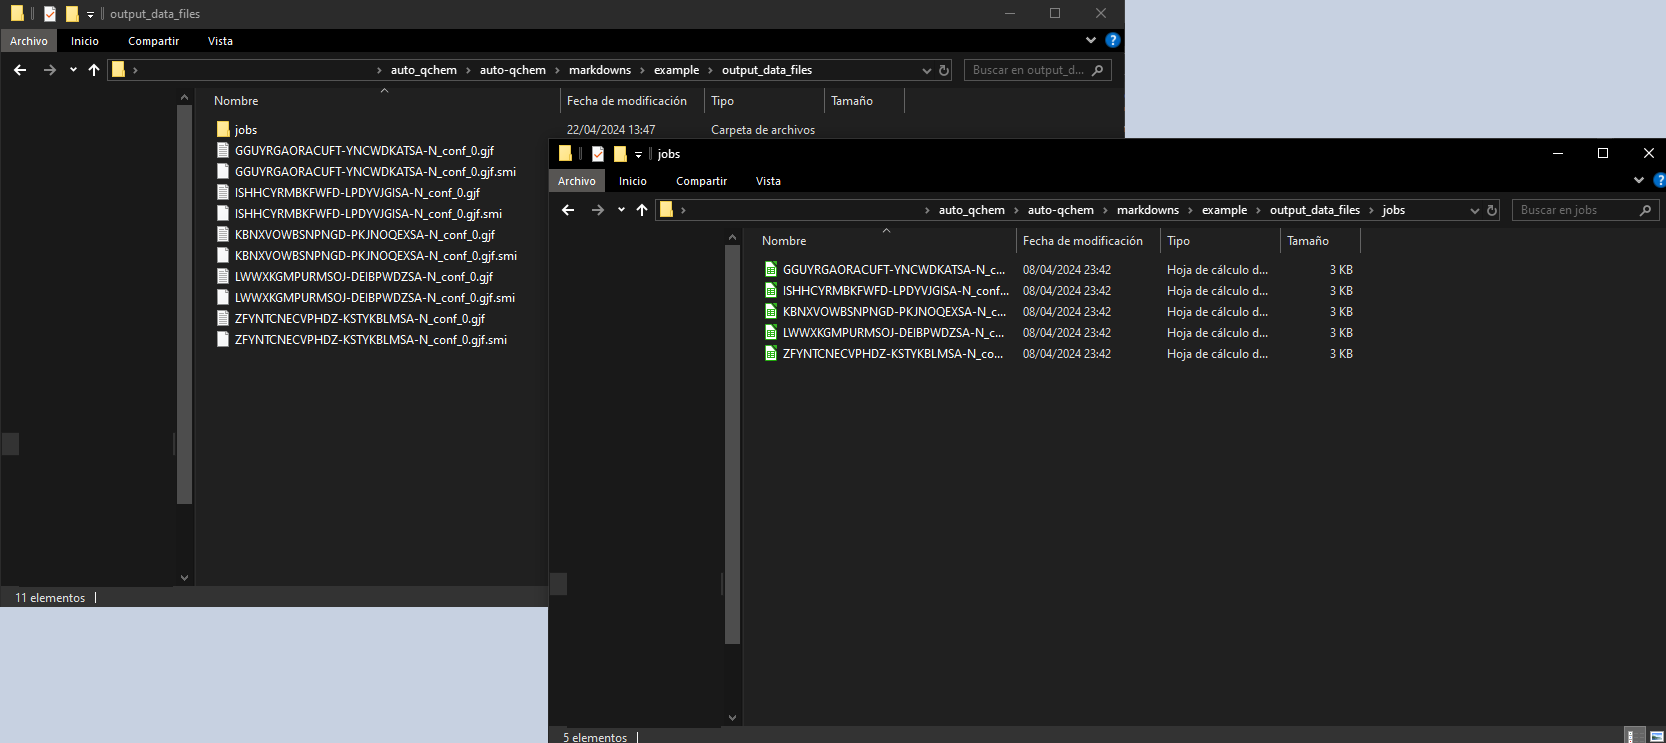 output_data_files
Archivo Inicio Compartir Vista
auto_qchem auto-qchem markdowns example output_data_files Buscar en output_d...
Nombre Fecha de modificación Tipo Tamaño
jobs 22/04/2024 13:47 Carpeta de archivos
GGUYRGAORACUFT-YNCWDKATSA-N_conf_0.gjf
GGUYRGAORACUFT-YNCWDKATSA-N_conf_0.gjf.smi
ISHHCYRMBKFWFD-LPDYVJGISA-N_conf_0.gjf
ISHHCYRMBKFWFD-LPDYVJGISA-N_conf_0.gjf.smi
KBNXVOWBSNPNGD-PKJNOQEXSA-N_conf_0.gjf
KBNXVOWBSNPNGD-PKJNOQEXSA-N_conf_0.gjf.smi
LWWXKGMPURMSOJ-DEIBPWDZSA-N_conf_0.gjf
LWWXKGMPURMSOJ-DEIBPWDZSA-N_conf_0.gjf.smi
ZFYNTCNECVPHDZ-KSTYKBLMSA-N_conf_0.gjf
ZFYNTCNECVPHDZ-KSTYKBLMSA-N_conf_0.gjf.smi
11 elementos
jobs
Archivo Inicio Compartir Vista
auto_qchem auto-qchem markdowns example output_data_files jobs Buscar en jobs
Nombre Fecha de modificación Tipo Tamaño
GGUYRGAORACUFT-YNCWDKATSA-N_c... 08/04/2024 23:42 Hoja de cálculo d... 3 KB
ISHHCYRMBKFWFD-LPDYVJGISA-N_conf... 08/04/2024 23:42 Hoja de cálculo d... 3 KB
KBNXVOWBSNPNGD-PKJNOQEXSA-N_c... 08/04/2024 23:42 Hoja de cálculo d... 3 KB
LWWXKGMPURMSOJ-DEIBPWDZSA-N_c... 08/04/2024 23:42 Hoja de cálculo d... 3 KB
ZFYNTCNECVPHDZ-KSTYKBLMSA-N_co... 08/04/2024 23:42 Hoja de cálculo d... 3 KB
5 elementos